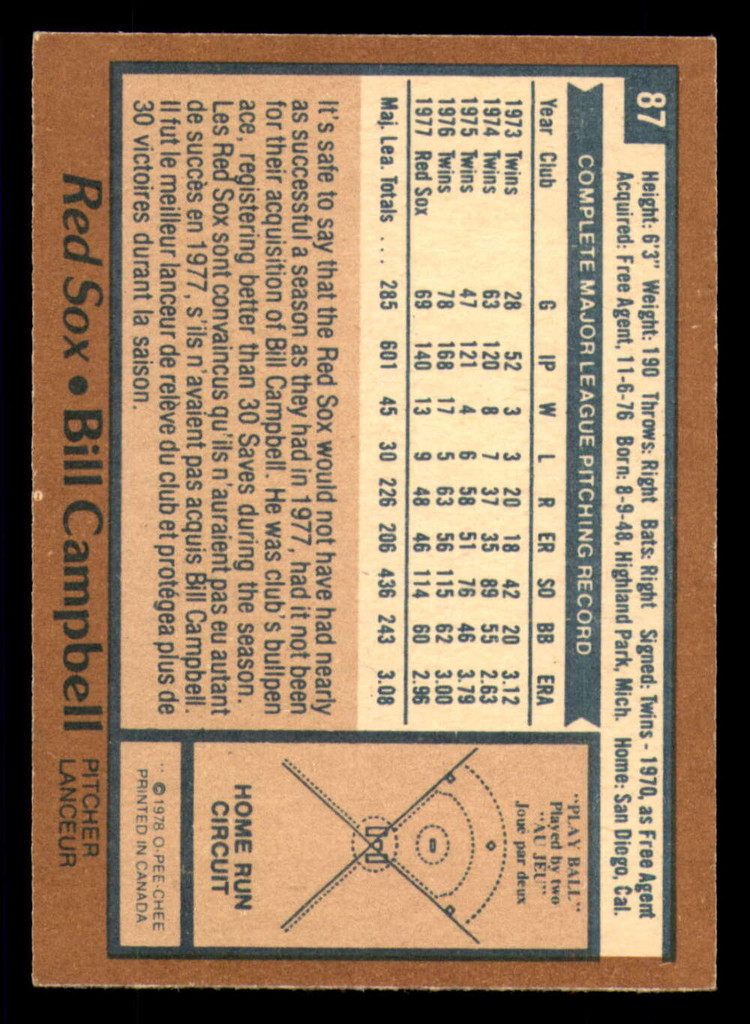 87
Height: 6'3" Weight: 190 Throws: Right Bats: Right Signed: Twins - 1970, as Free Agent
Acquired: Free Agent, 11-6-76 Born: 8-9-48, Highland Park, Mich. Home: San Diego, Cal.
COMPLETE MAJOR LEAGUE PITCHING RECORD
Year Club G IP W L R ER SO BB ERA
1973 Twins 28 52 3 3 20 18 42 20 3.12
1974 Twins 63 120 8 7 37 35 89 55 2.63
1975 Twins 47 121 4 6 58 51 76 46 3.79
1976 Twins 78 168 17 5 63 56 115 62 3.00
1977 Red Sox 69 140 13 9 48 46 114 60 2.96
Maj. Lea. Totals .... 285 601 45 30 226 206 436 243 3.08
It's safe to say that the Red Sox would not have had nearly
as successful a season as they had in 1977, had it not been
for their acquisition of Bill Campbell. He was club's bullpen
ace, registering better than 30 Saves during the season.
Les Red Sox sont convaincus qu'ils n'auraient pas eu autant
de succès en 1977, s'ils n'avaient pas acquis Bill Campbell.
Il fut le meilleur lanceur de relève du club et protégea plus de
30 victoires durant la saison.
"PLAY BALL"
Played by two
"AU JEU"
Joué par deux
HOME RUN
CIRCUIT
Red Sox • Bill Campbell
PITCHER
LANCEUR
©1978 O-PEE-CHEE
PRINTED IN CANADA